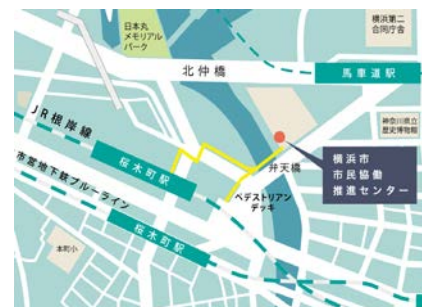 日本丸
メモリアル
パーク
横浜第二
合同庁舎
北仲橋
馬車道駅
神奈川県立
歴史博物館
JR根岸線
桜木町駅
弁天橋
横浜市
市民協働
推進センター
ペデストリアン
デッキ
市営地下鉄ブルーライン
桜木町駅
本町小